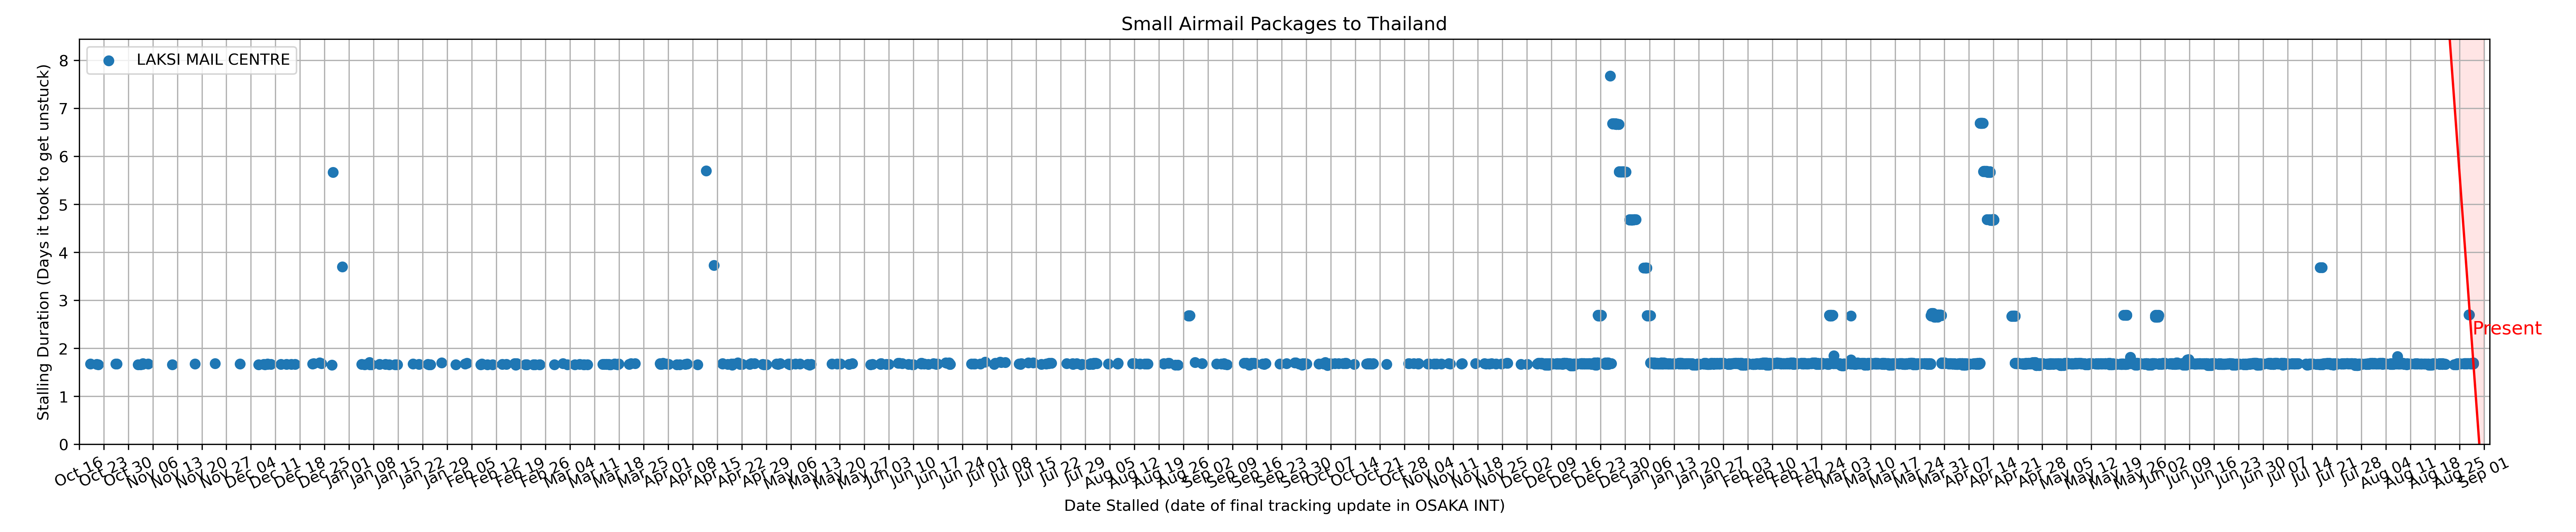 Small Airmail Packages to Thailand
LAKSI MAIL CENTRE
Stalling Duration (Days it took to get unstuck)
8
7
6
5
4
3
2
1
0
Present
Oct 16
Oct 23
Oct 30
Nov 06
Nov 13
Nov 20
Nov 27
Dec 04
Dec 11
Dec 18
Dec 25
Jan 01
Jan 08
Jan 15
Jan 22
Jan 29
Feb 05
Feb 12
Feb 19
Feb 26
Mar 04
Mar 11
Mar 18
Mar 25
Apr 01
Apr 08
Apr 15
Apr 22
Apr 29
May 06
May 13
May 20
May 27
Jun 03
Jun 10
Jun 17
Jun 24
Jul 01
Jul 08
Jul 15
Jul 22
Jul 29
Aug 05
Aug 12
Aug 19
Aug 26
Sep 02
Sep 09
Sep 16
Sep 23
Sep 30
Oct 07
Oct 14
Oct 21
Oct 28
Nov 04
Nov 11
Nov 18
Nov 25
Dec 02
Dec 09
Dec 16
Dec 23
Dec 30
Jan 06
Jan 13
Jan 20
Jan 27
Feb 03
Feb 10
Feb 17
Feb 24
Mar 03
Mar 10
Mar 17
Mar 24
Mar 31
Apr 07
Apr 14
Apr 21
Apr 28
May 05
May 12
May 19
May 26
Jun 02
Jun 09
Jun 16
Jun 23
Jun 30
Jul 07
Jul 14
Jul 21
Jul 28
Aug 04
Aug 11
Aug 18
Aug 25
Sep 01
Date Stalled (date of final tracking update in OSAKA INT)